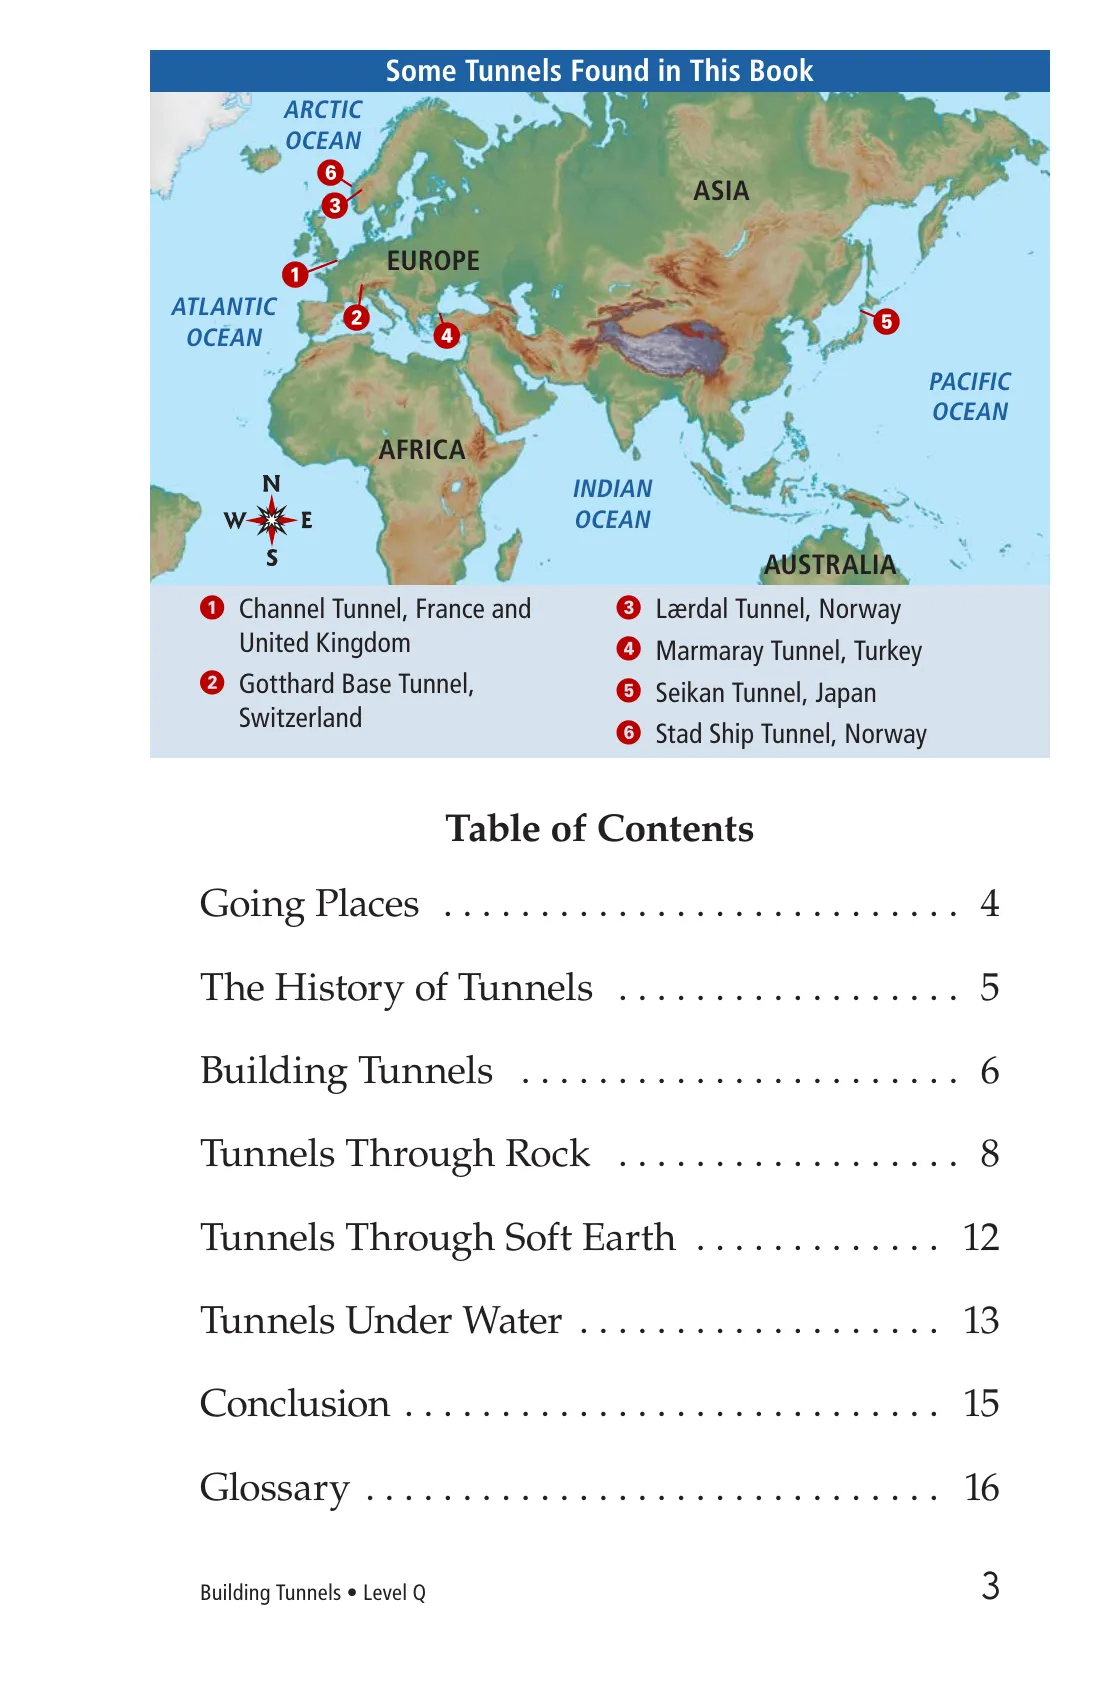 Some Tunnels Found in This Book
ARCTIC
OCEAN
6
3
ASIA
EUROPE
1
ATLANTIC
OCEAN
2
4
5
PACIFIC
OCEAN
AFRICA
INDIAN
OCEAN
N
W E
S
AUSTRALIA
1 Channel Tunnel, France and
United Kingdom
2 Gotthard Base Tunnel,
Switzerland
3 Lærdal Tunnel, Norway
4 Marmaray Tunnel, Turkey
5 Seikan Tunnel, Japan
6 Stad Ship Tunnel, Norway
Table of Contents
Going Places . . . . . . . . . . . . . . . . . . . . . . . . . . . 4
The History of Tunnels . . . . . . . . . . . . . . . . . . 5
Building Tunnels . . . . . . . . . . . . . . . . . . . . . . . 6
Tunnels Through Rock . . . . . . . . . . . . . . . . . . 8
Tunnels Through Soft Earth . . . . . . . . . . . . . 12
Tunnels Under Water . . . . . . . . . . . . . . . . . . . 13
Conclusion . . . . . . . . . . . . . . . . . . . . . . . . . . . . 15
Glossary . . . . . . . . . . . . . . . . . . . . . . . . . . . . . . 16
Building Tunnels • Level Q
3